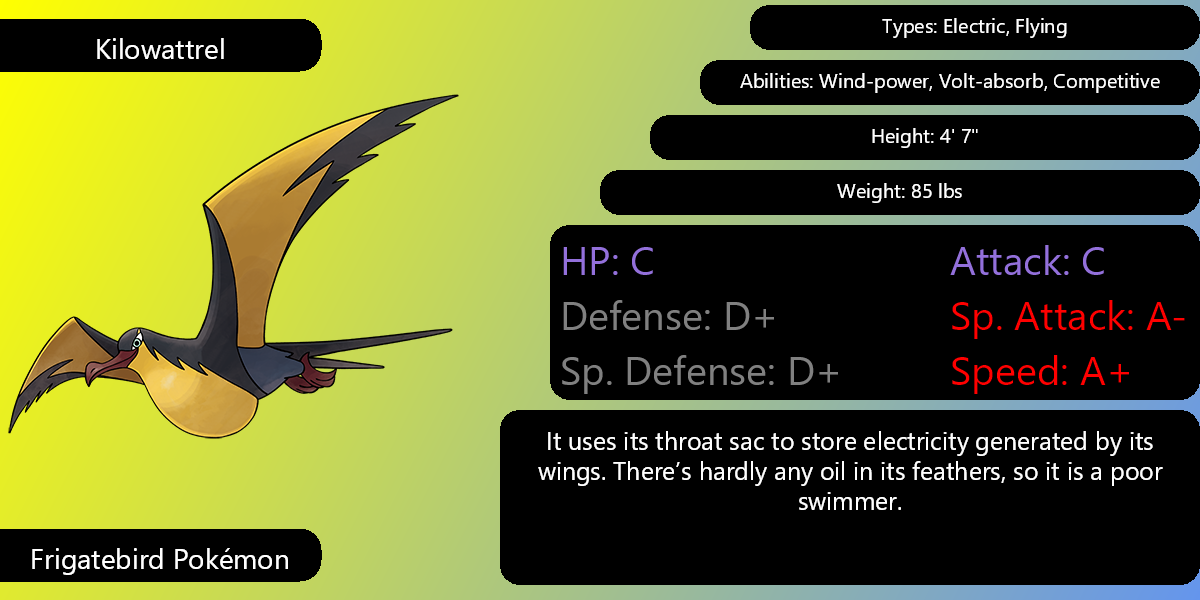 Kilowattrel
Types: Electric, Flying
Abilities: Wind-power, Volt-absorb, Competitive
Height: 4' 7"
Weight: 85 lbs
HP: C
Attack: C
Defense: D+
Sp. Attack: A-
Sp. Defense: D+
Speed: A+
It uses its throat sac to store electricity generated by its
wings. There’s hardly any oil in its feathers, so it is a poor
swimmer.
Frigatebird Pokémon